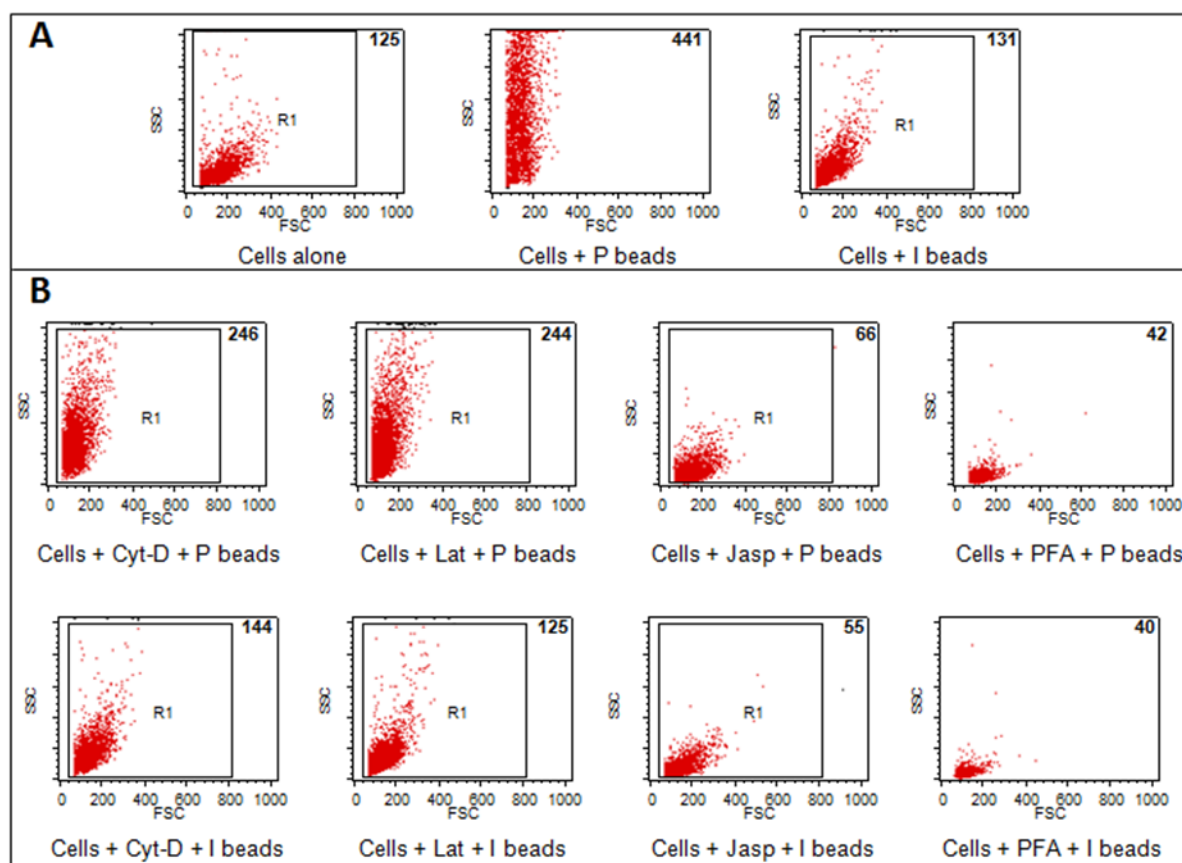 A
125
SSC
R1
0 200 400 600 800 1000
FSC
Cells alone
441
SSC
0 200 400 600 800 1000
FSC
Cells + P beads
131
SSC
R1
0 200 400 600 800 1000
FSC
Cells + I beads
B
246
SSC
R1
0 200 400 600 800 1000
FSC
Cells + Cyt-D + P beads
244
SSC
R1
0 200 400 600 800 1000
FSC
Cells + Lat + P beads
66
SSC
R1
0 200 400 600 800 1000
FSC
Cells + Jasp + P beads
42
SSC
0 200 400 600 800 1000
FSC
Cells + PFA + P beads
144
SSC
R1
0 200 400 600 800 1000
FSC
Cells + Cyt-D + I beads
125
SSC
R1
0 200 400 600 800 1000
FSC
Cells + Lat + I beads
55
SSC
R1
0 200 400 600 800 1000
FSC
Cells + Jasp + I beads
40
SSC
0 200 400 600 800 1000
FSC
Cells + PFA + I beads